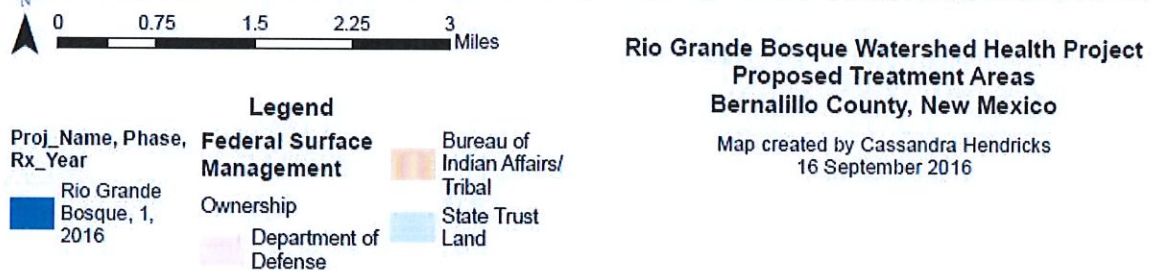 N
0 0.75 1.5 2.25 3
Miles
Rio Grande Bosque Watershed Health Project
Proposed Treatment Areas
Bernalillo County, New Mexico
Map created by Cassandra Hendricks
16 September 2016
Legend
Proj_Name, Phase,
Rx_Year
Rio Grande
Bosque, 1,
2016
Federal Surface
Management
Ownership
Department of
Defense
Bureau of
Indian Affairs/
Tribal
State Trust
Land